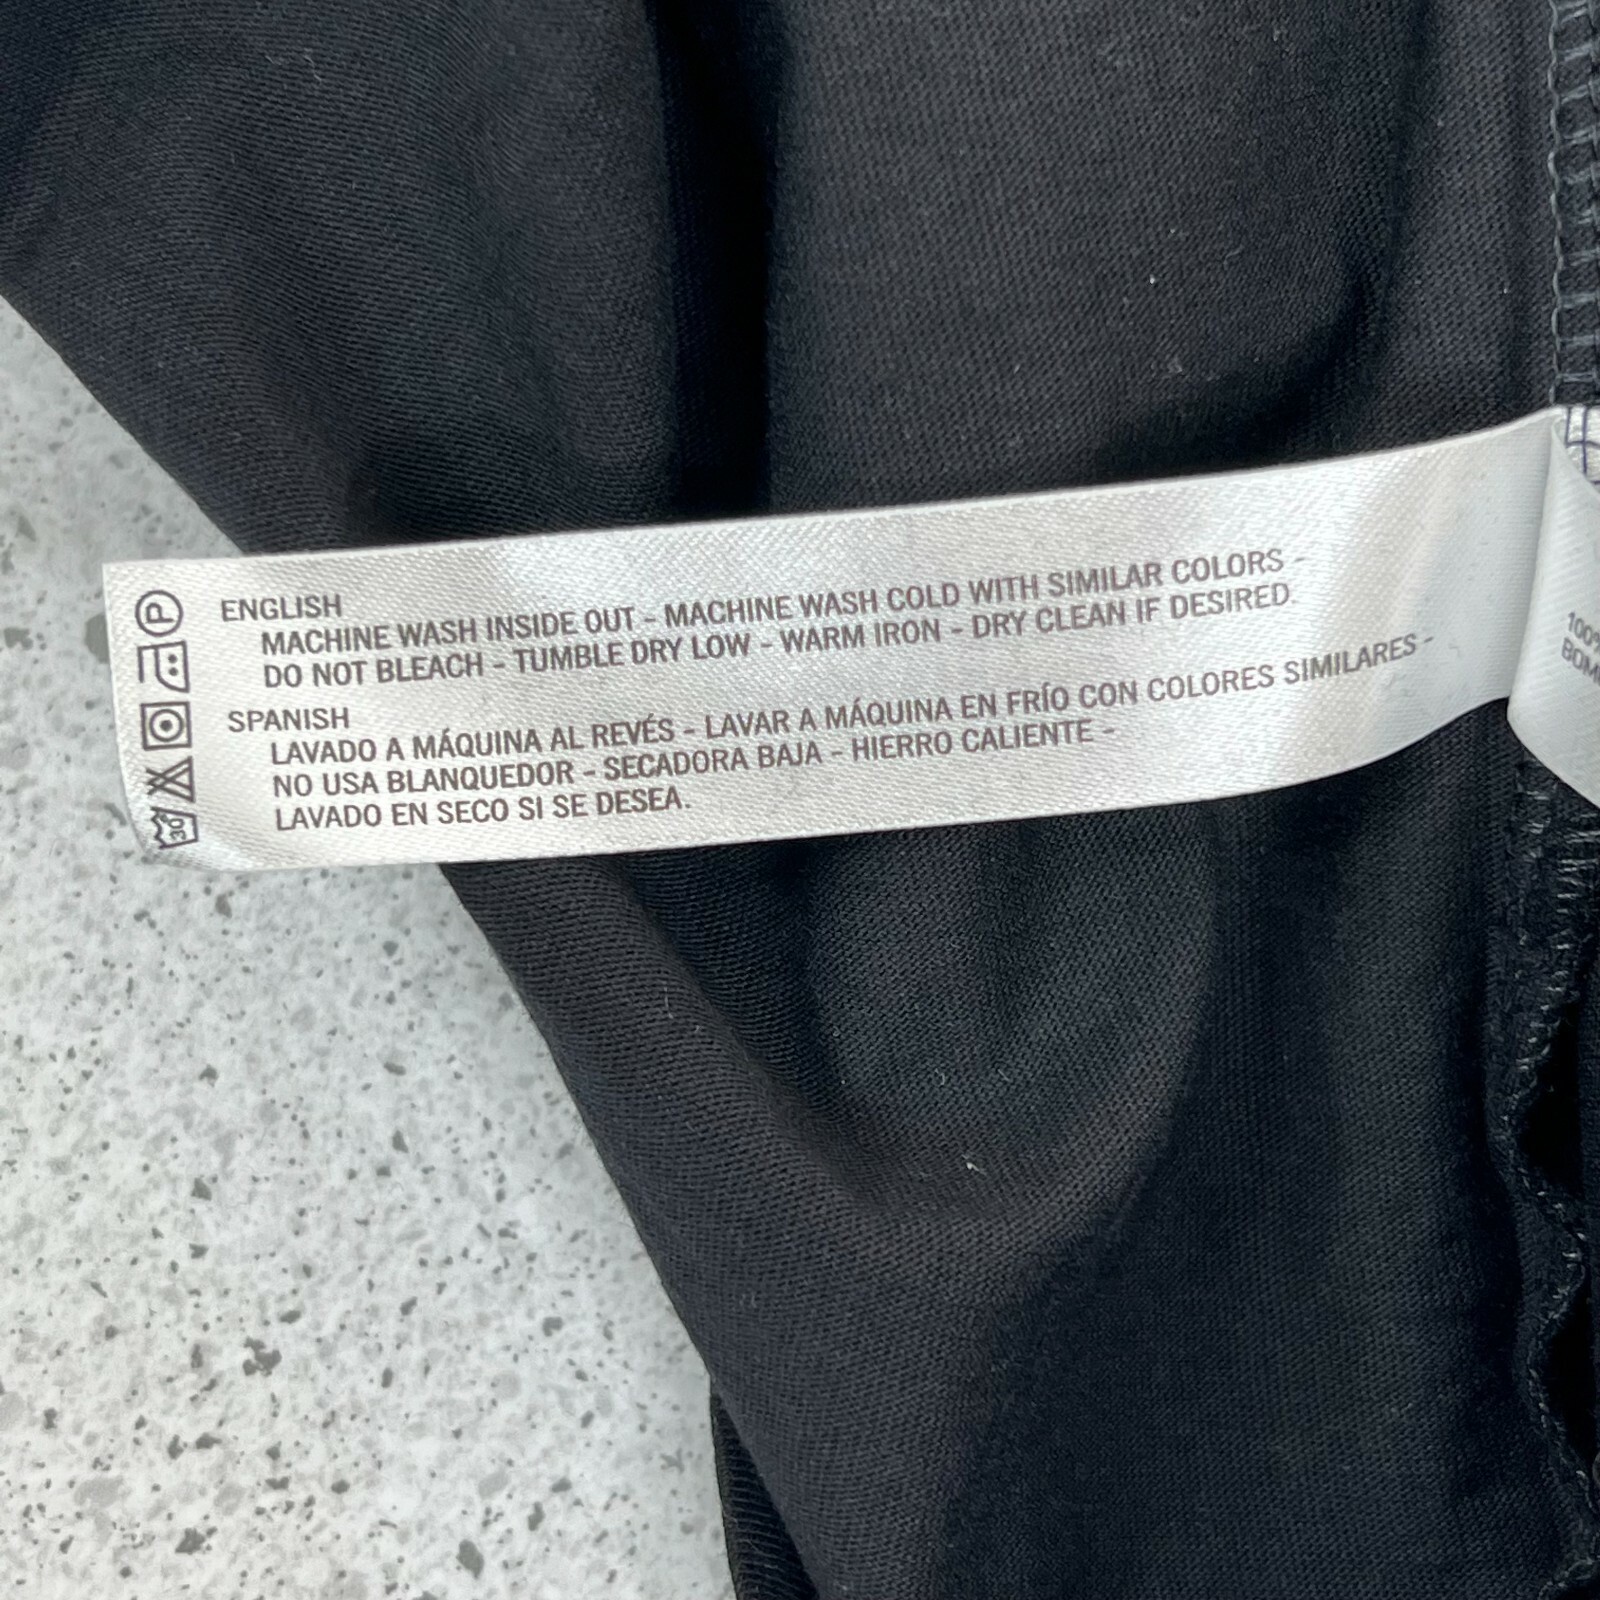 ENGLISH
MACHINE WASH INSIDE OUT - MACHINE WASH COLD WITH SIMILAR COLORS -
DO NOT BLEACH - TUMBLE DRY LOW - WARM IRON - DRY CLEAN IF DESIRED.
SPANISH
LAVADO A MÁQUINA AL REVÉS - LAVAR A MÁQUINA EN FRÍO CON COLORES SIMILARES -
NO USA BLANQUEDOR - SECADORA BAJA - HIERRO CALIENTE -
LAVADO EN SECO SI SE DESEA.
P
30
100%